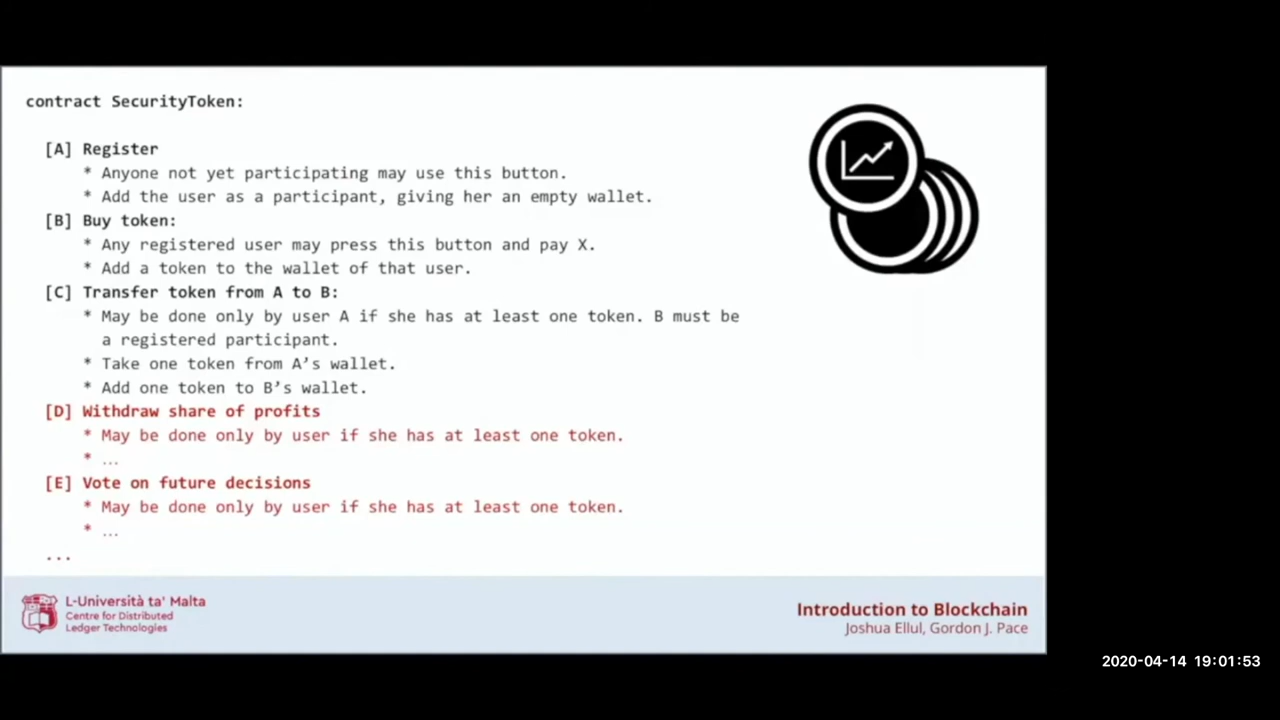 contract SecurityToken:
[A] Register
* Anyone not yet participating may use this button.
* Add the user as a participant, giving her an empty wallet.
[B] Buy token:
* Any registered user may press this button and pay X.
* Add a token to the wallet of that user.
[C] Transfer token from A to B:
* May be done only by user A if she has at least one token. B must be
a registered participant.
* Take one token from A’s wallet.
* Add one token to B’s wallet.
[D] Withdraw share of profits
* May be done only by user if she has at least one token.
* ...
[E] Vote on future decisions
* May be done only by user if she has at least one token.
* ...
...
L-Università ta' Malta
Centre for Distributed
Ledger Technologies
Introduction to Blockchain
Joshua Ellul, Gordon J. Pace
2020-04-14 19:01:53